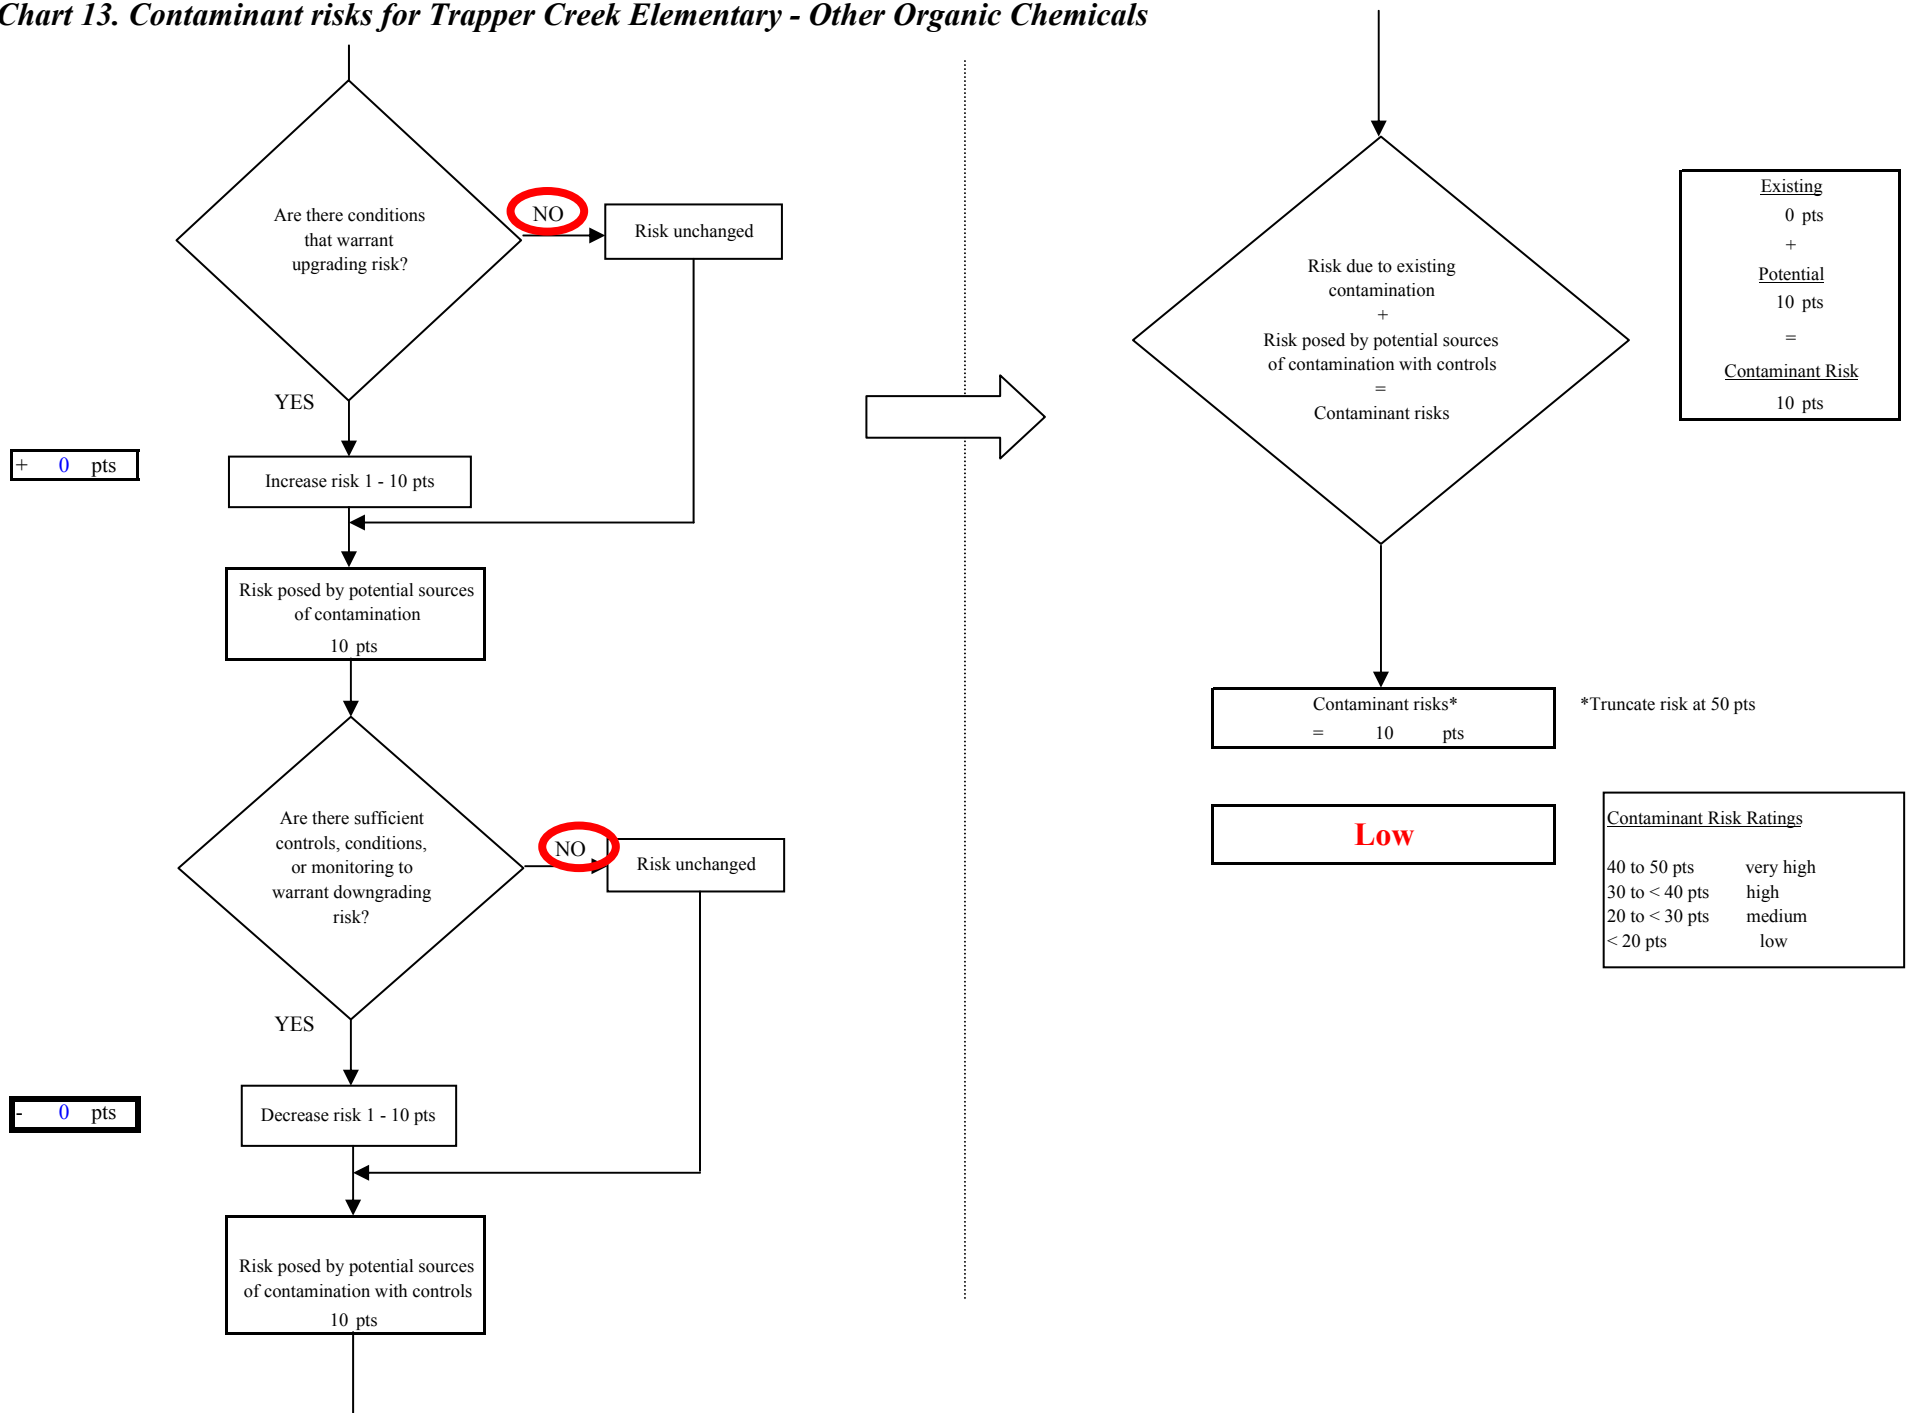 Chart 13. Contaminant risks for Trapper Creek Elementary - Other Organic Chemicals
Are there conditions
that warrant
upgrading risk?
NO
Risk unchanged
YES
+ 0 pts
Increase risk 1 - 10 pts
Risk posed by potential sources
of contamination
10 pts
Are there sufficient
controls, conditions,
or monitoring to
warrant downgrading
risk?
NO
Risk unchanged
YES
- 0 pts
Decrease risk 1 - 10 pts
Risk posed by potential sources
of contamination with controls
10 pts
Risk due to existing
contamination
+
Risk posed by potential sources
of contamination with controls
=
Contaminant risks
Existing
0 pts
+
Potential
10 pts
=
Contaminant Risk
10 pts
Contaminant risks*
= 10 pts
*Truncate risk at 50 pts
Low
Contaminant Risk Ratings
40 to 50 pts very high
30 to < 40 pts high
20 to < 30 pts medium
< 20 pts low